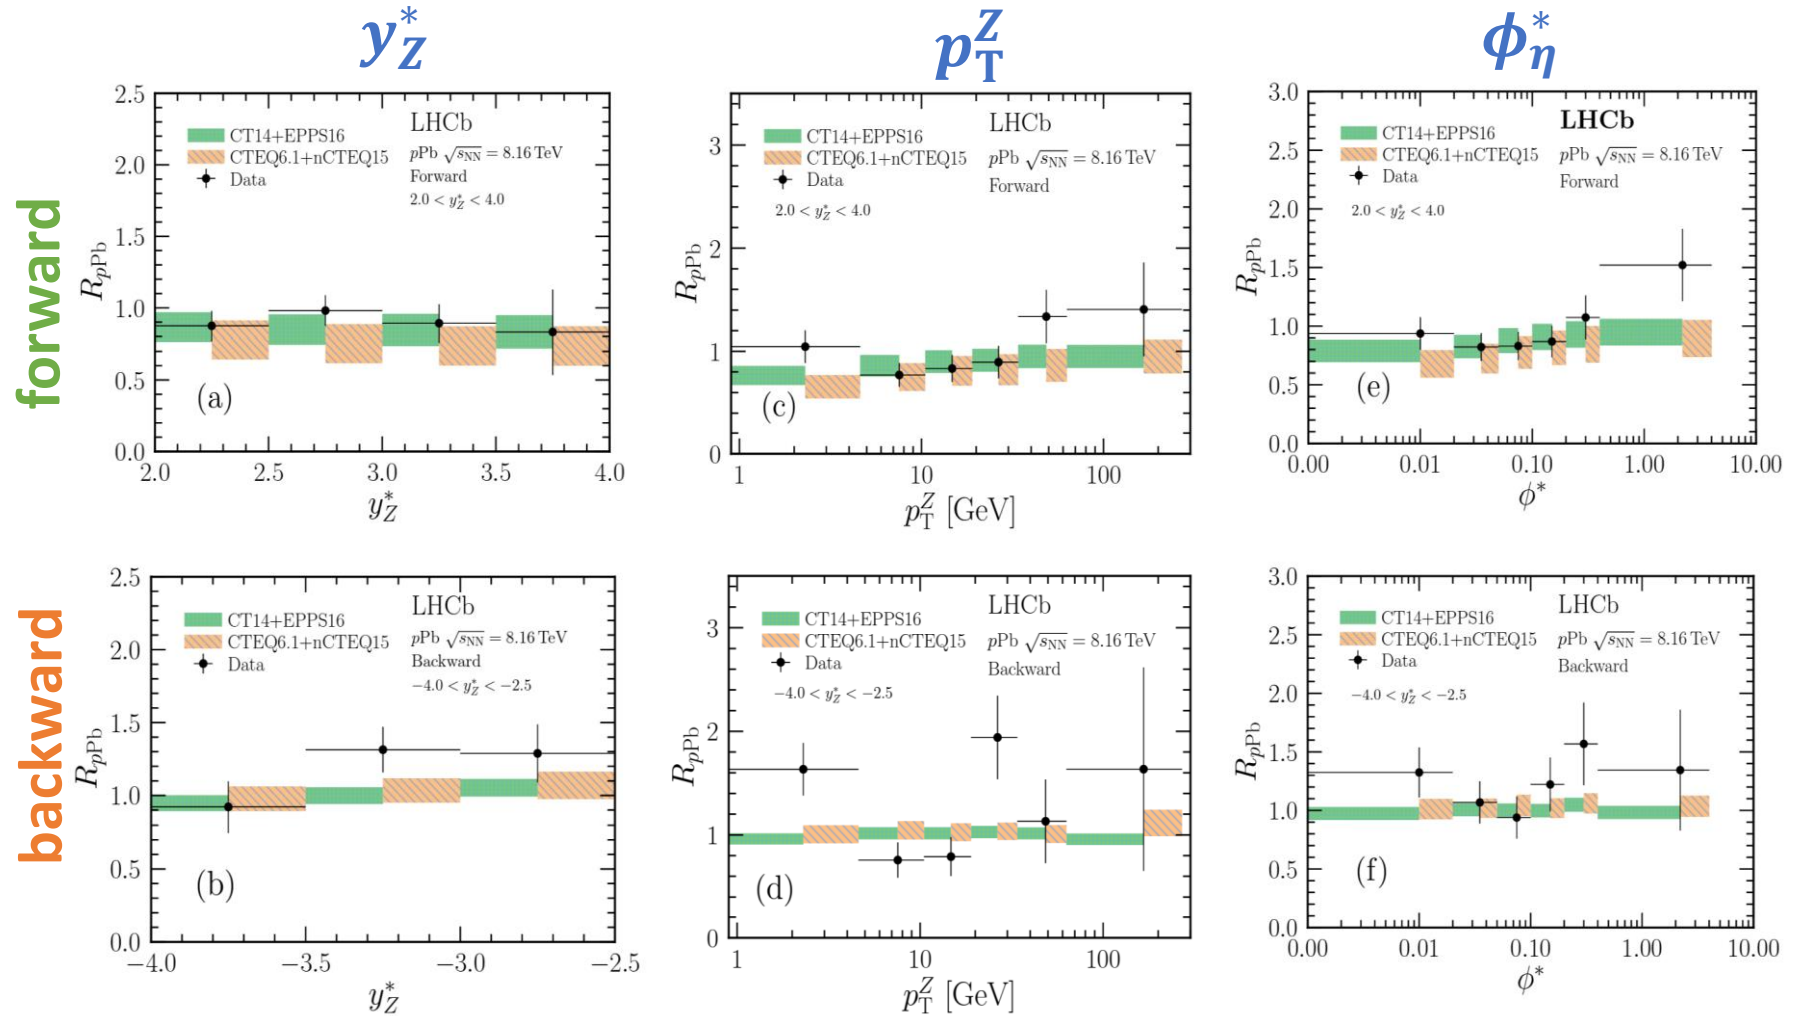 y*Z
pZT
ϕ*η
forward
2.5
2.0
1.5
1.0
0.5
0.0
RpPb
CT14+EPPS16
CTEQ6.1+nCTEQ15
Data
LHCb
pPb √sNN = 8.16 TeV
Forward
2.0 < y*Z < 4.0
(a)
2.0 2.5 3.0 3.5 4.0
y*Z
3
2
1
0
RpPb
CT14+EPPS16
CTEQ6.1+nCTEQ15
Data
2.0 < y*Z < 4.0
LHCb
pPb √sNN = 8.16 TeV
Forward
(c)
1 10 100
pZT [GeV]
3.0
2.5
2.0
1.5
1.0
0.5
0.0
RpPb
CT14+EPPS16
CTEQ6.1+nCTEQ15
Data
2.0 < y*Z < 4.0
LHCb
pPb √sNN = 8.16 TeV
Forward
(e)
0.00 0.01 0.10 1.00 10.00
ϕ*
backward
2.5
2.0
1.5
1.0
0.5
0.0
RpPb
CT14+EPPS16
CTEQ6.1+nCTEQ15
Data
LHCb
pPb √sNN = 8.16 TeV
Backward
−4.0 < y*Z < −2.5
(b)
−4.0 −3.5 −3.0 −2.5
y*Z
3
2
1
0
RpPb
CT14+EPPS16
CTEQ6.1+nCTEQ15
Data
−4.0 < y*Z < −2.5
LHCb
pPb √sNN = 8.16 TeV
Backward
(d)
1 10 100
pZT [GeV]
3.0
2.5
2.0
1.5
1.0
0.5
0.0
RpPb
CT14+EPPS16
CTEQ6.1+nCTEQ15
Data
−4.0 < y*Z < −2.5
LHCb
pPb √sNN = 8.16 TeV
Backward
(f)
0.00 0.01 0.10 1.00 10.00
ϕ*